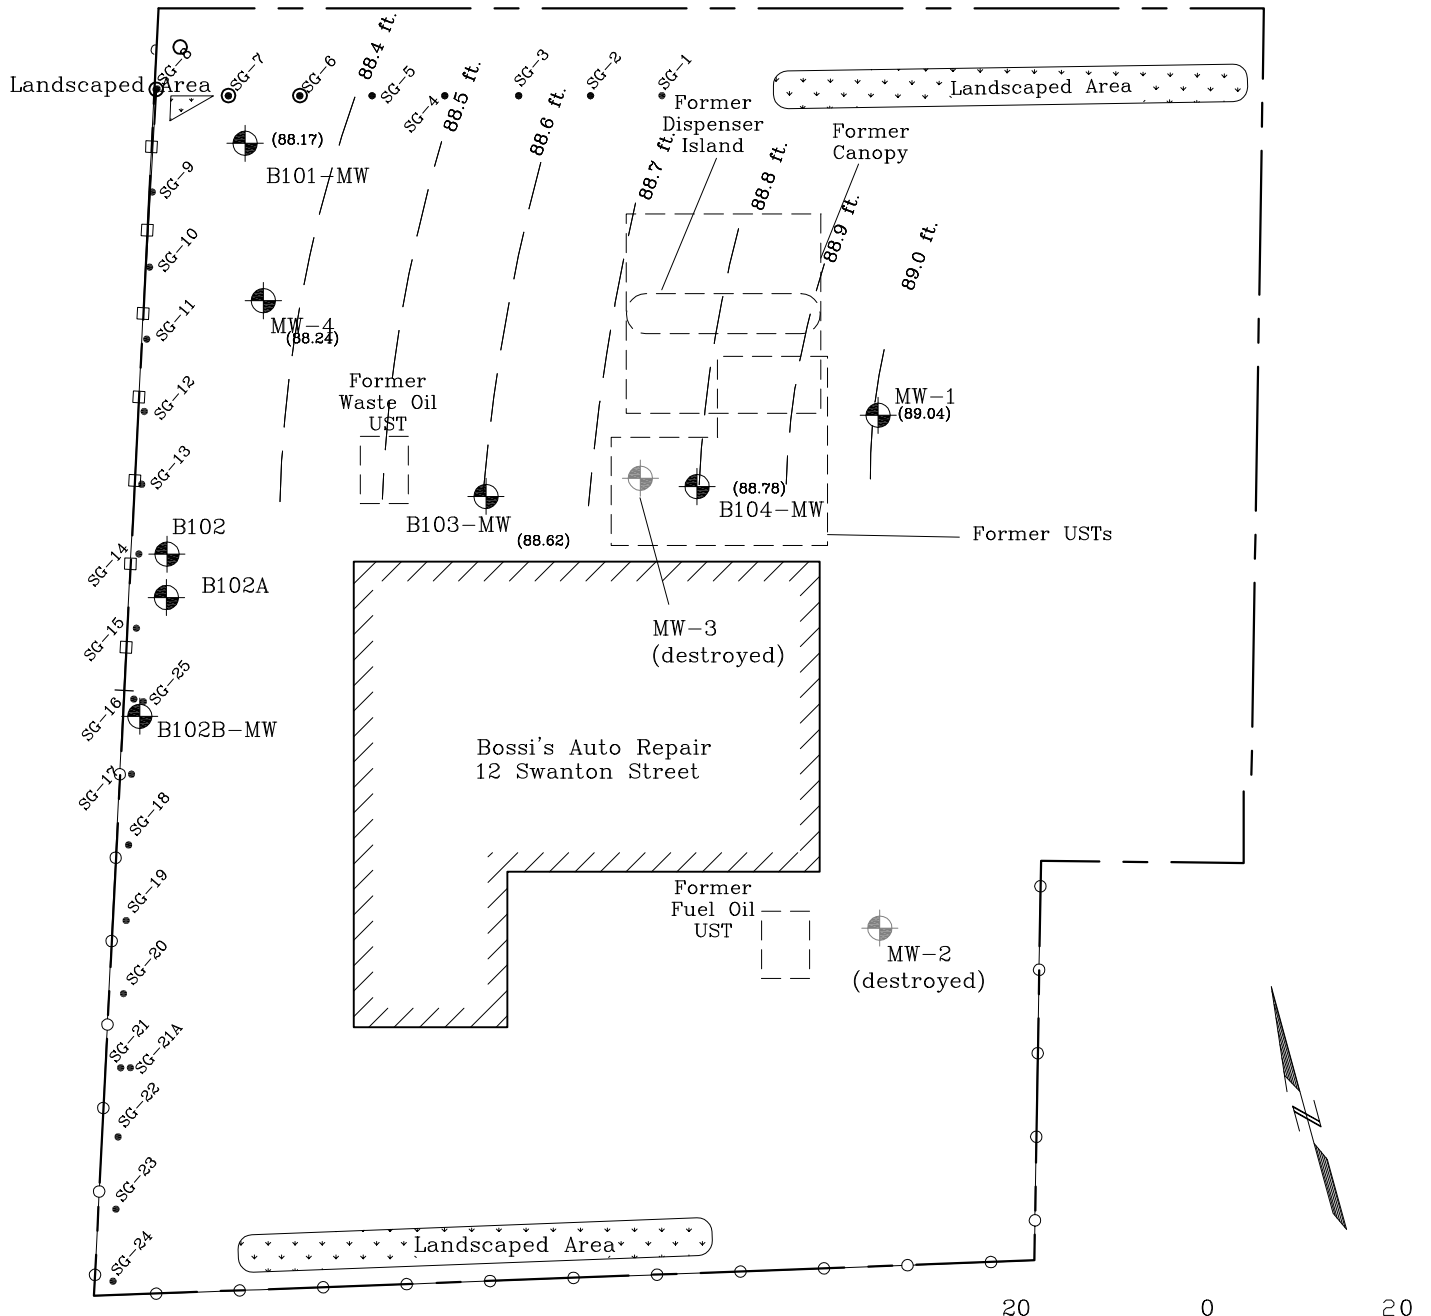 88.4 ft.
SG-8
SG-7
SG-6
SG-5
SG-4
88.5 ft.
SG-3
88.6 ft.
SG-2
SG-1
Landscaped Area
Landscaped Area
Former
Dispenser
Island
Former
Canopy
(88.17)
B101-MW
88.7 ft.
88.8 ft.
88.9 ft.
89.0 ft.
SG-9
SG-10
SG-11
MW-4
(88.24)
SG-12
Former
Waste Oil
UST
MW-1
(89.04)
SG-13
(88.78)
B104-MW
B103-MW
(88.62)
Former USTs
B102
SG-14
B102A
SG-15
MW-3
(destroyed)
SG-25
SG-16
B102B-MW
Bossi's Auto Repair
12 Swanton Street
SG-17
SG-18
SG-19
Former
Fuel Oil
UST
MW-2
(destroyed)
SG-20
SG-21
SG-21A
SG-22
N
SG-23
SG-24
Landscaped Area
20 0 20